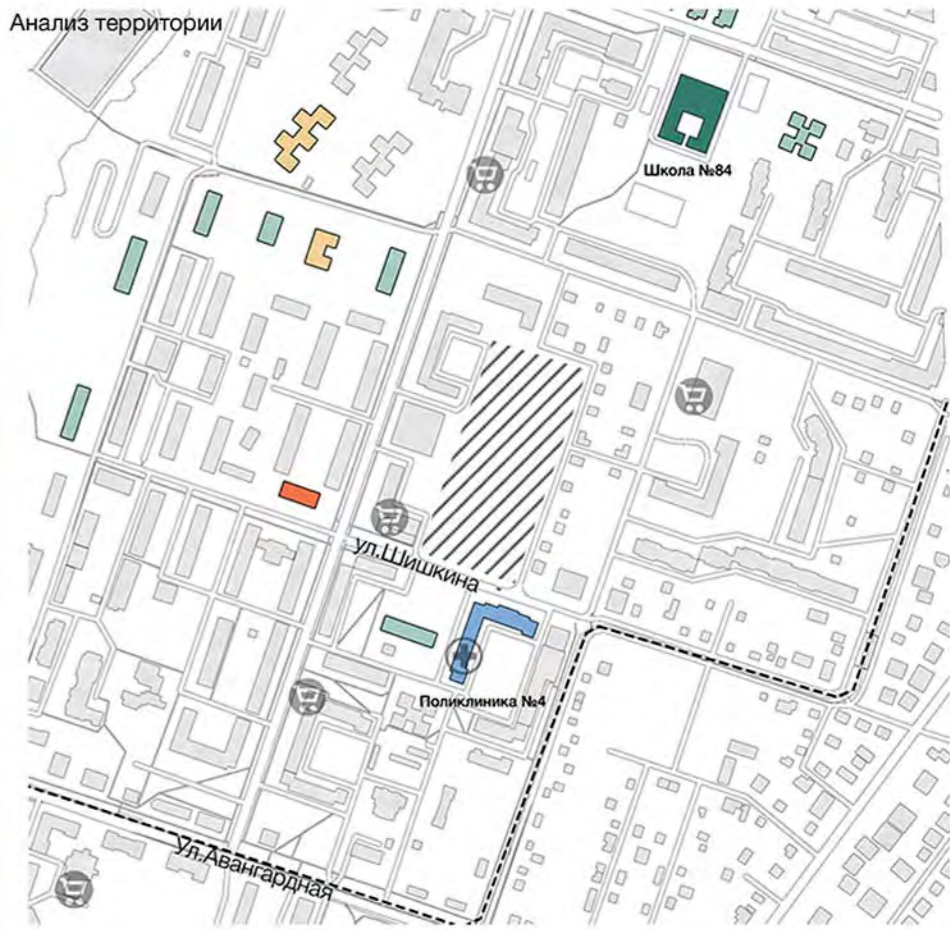 Анализ территории
Школа №84
ул.Шишкина
Поликлиника №4
Ул.Авангардная